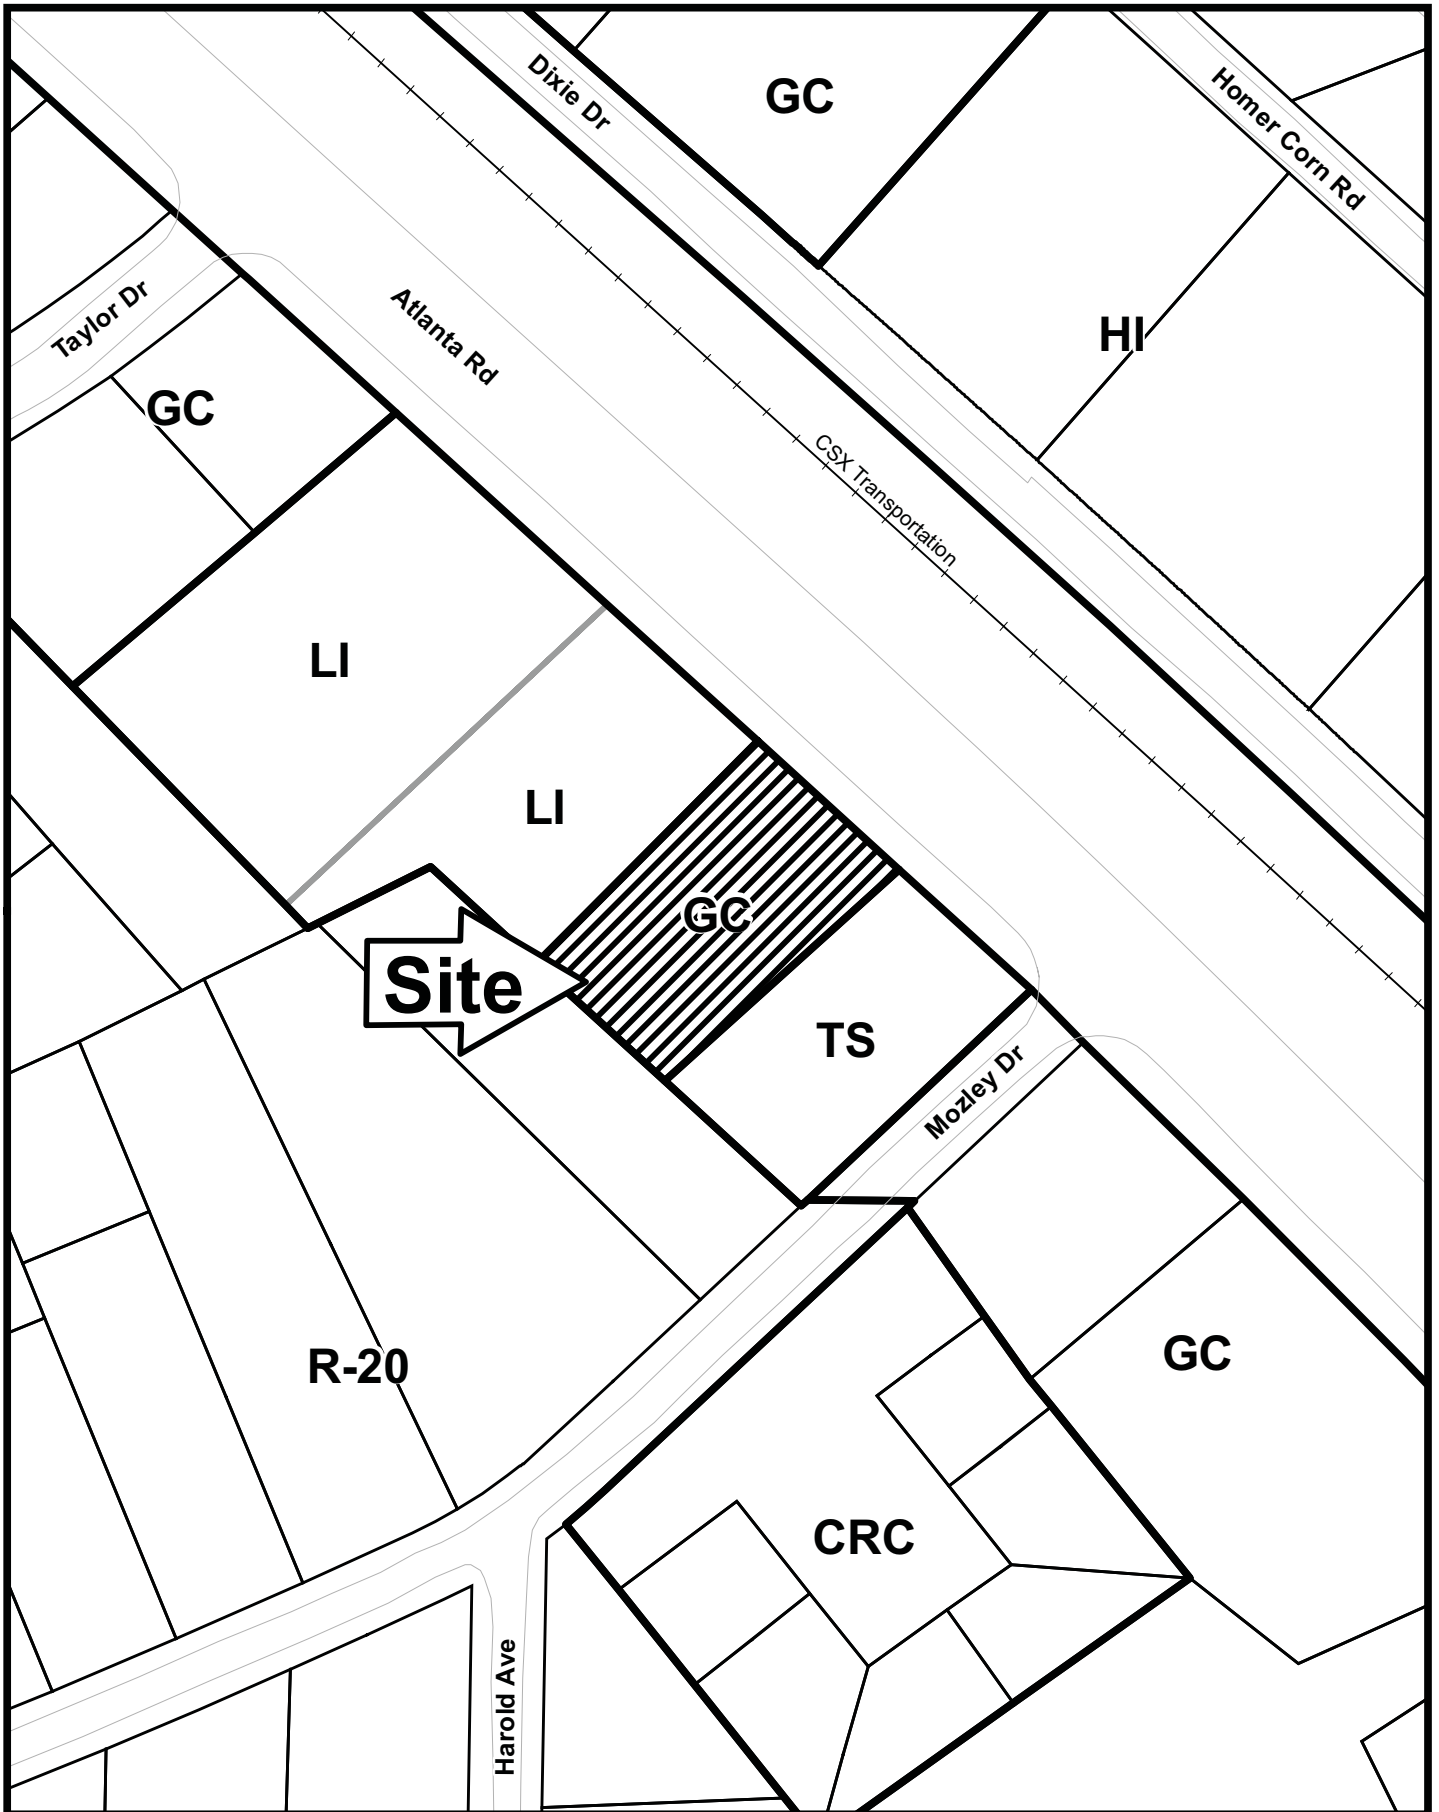 GC
Dixie Dr
Homer Corn Rd
Taylor Dr
Atlanta Rd
HI
GC
CSX Transportation
LI
LI
GC
Site
TS
Mozley Dr
R-20
GC
CRC
Harold Ave